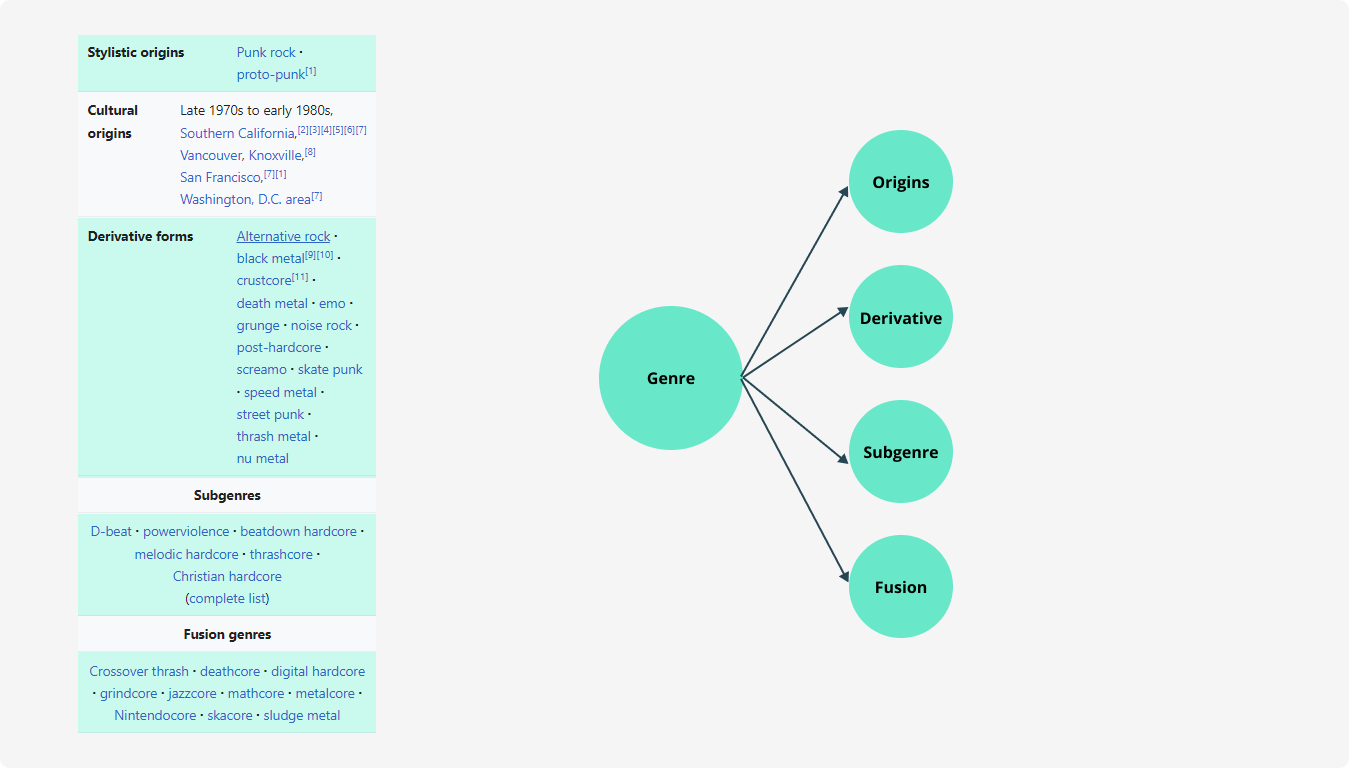 Stylistic origins
Punk rock ·
proto-punk[1]
Cultural
origins
Late 1970s to early 1980s,
Southern California,[2][3][4][5][6][7]
Vancouver, Knoxville,[8]
San Francisco,[7][1]
Washington, D.C. area[7]
Derivative forms
Alternative rock ·
black metal[9][10] ·
crustcore[11] ·
death metal · emo ·
grunge · noise rock ·
post-hardcore ·
screamo · skate punk
· speed metal ·
street punk ·
thrash metal ·
nu metal
Subgenres
D-beat · powerviolence · beatdown hardcore ·
melodic hardcore · thrashcore ·
Christian hardcore
(complete list)
Fusion genres
Crossover thrash · deathcore · digital hardcore
· grindcore · jazzcore · mathcore · metalcore ·
Nintendocore · skacore · sludge metal
Genre
Origins
Derivative
Subgenre
Fusion